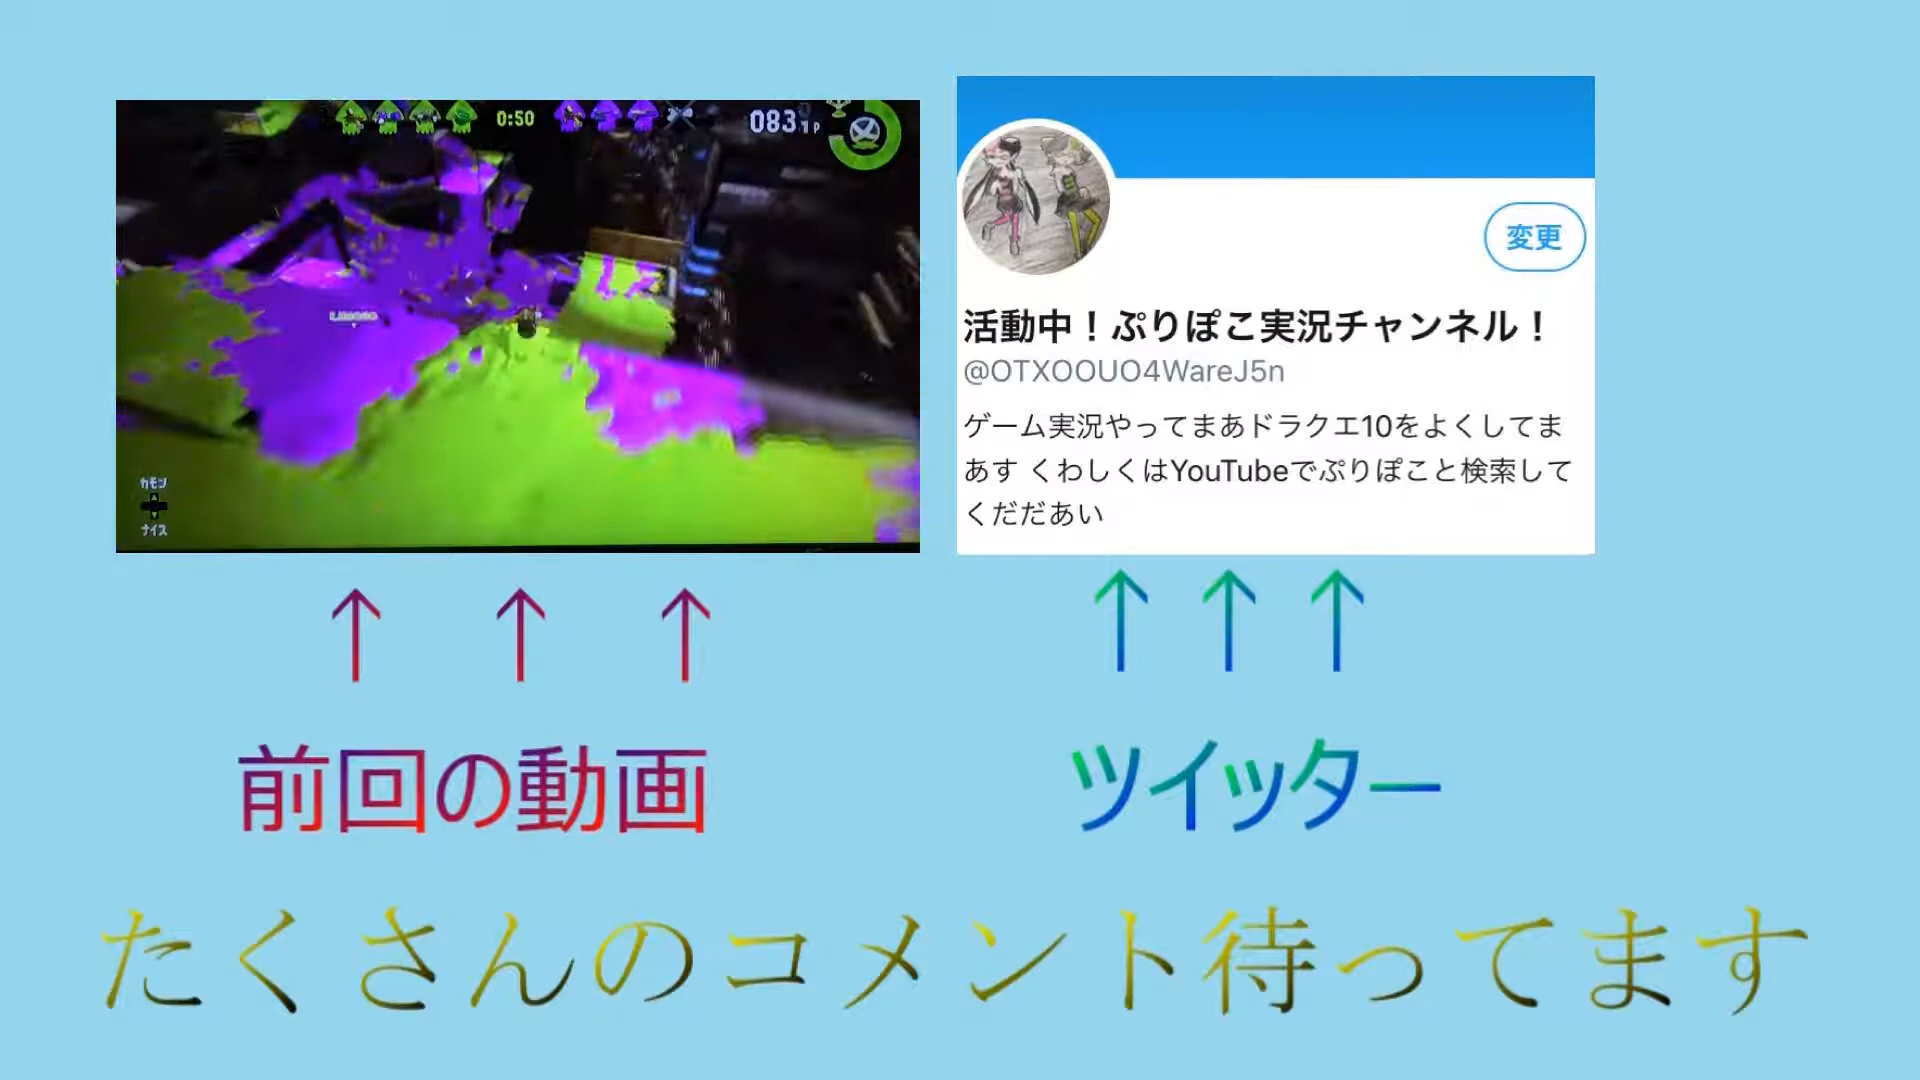 0:50
083
カモン
ナイス
変更
活動中！ぷりぽこ実況チャンネル！
@OTXOOUO4WareJ5n
ゲーム実況やってまあドラクエ10をよくしてま
あす くわしくはYouTubeでぷりぽこと検索して
くだだあい
↑ ↑ ↑
↑ ↑ ↑
前回の動画
ツイッター
たくさんのコメント待ってます